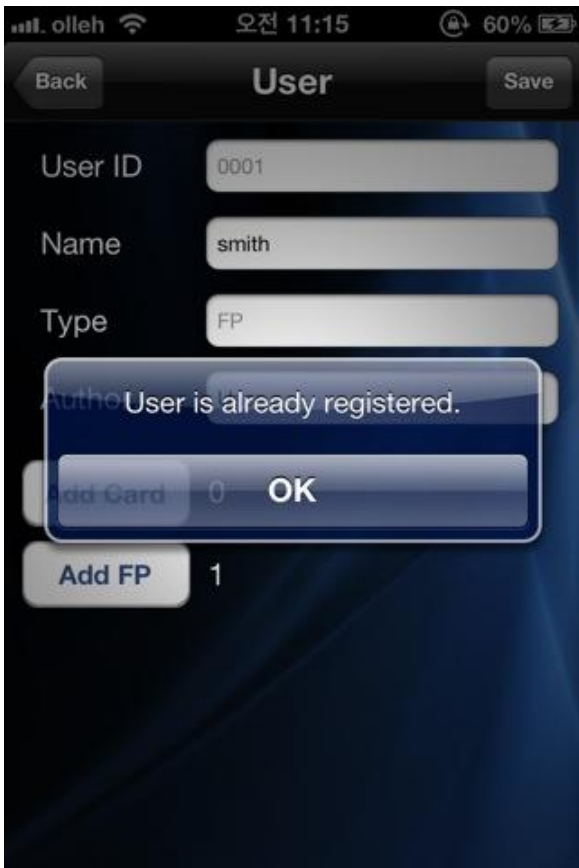 olleh 오전 11:15 60%
Back User Save
User ID 0001
Name smith
Type FP
User is already registered.
Add Card 0
OK
Add FP 1